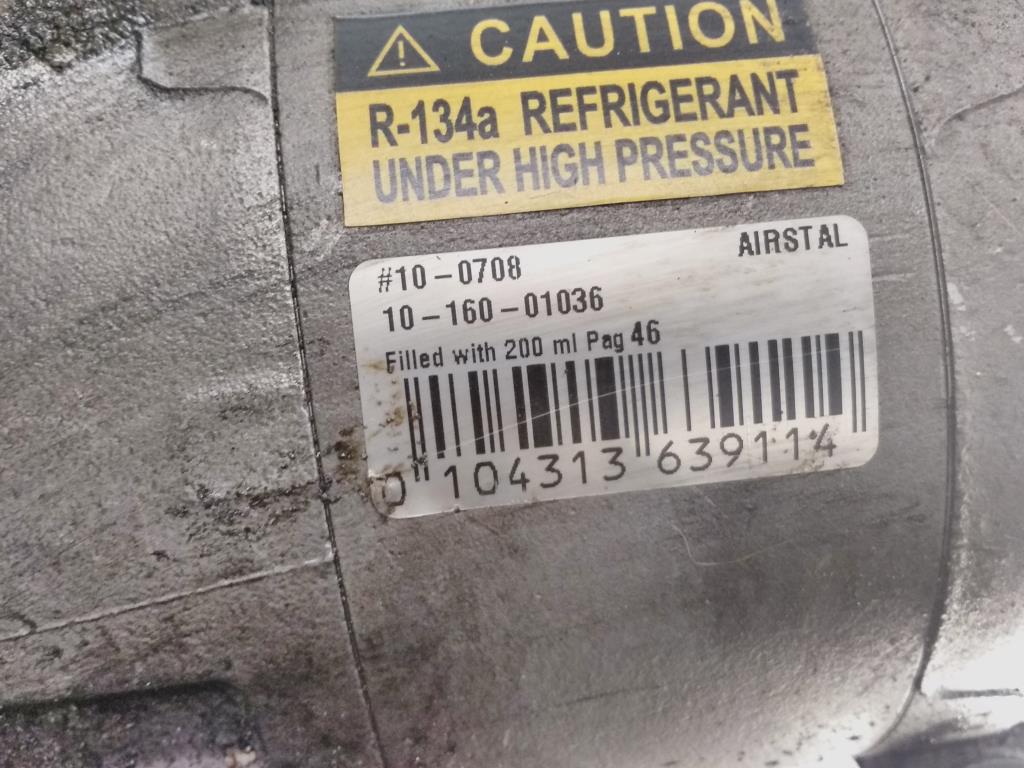 CAUTION
R-134a REFRIGERANT
UNDER HIGH PRESSURE
AIRSTAL
#10-0708
10-160-01036
Filled with 200 ml Pag 46
0 104313 639114